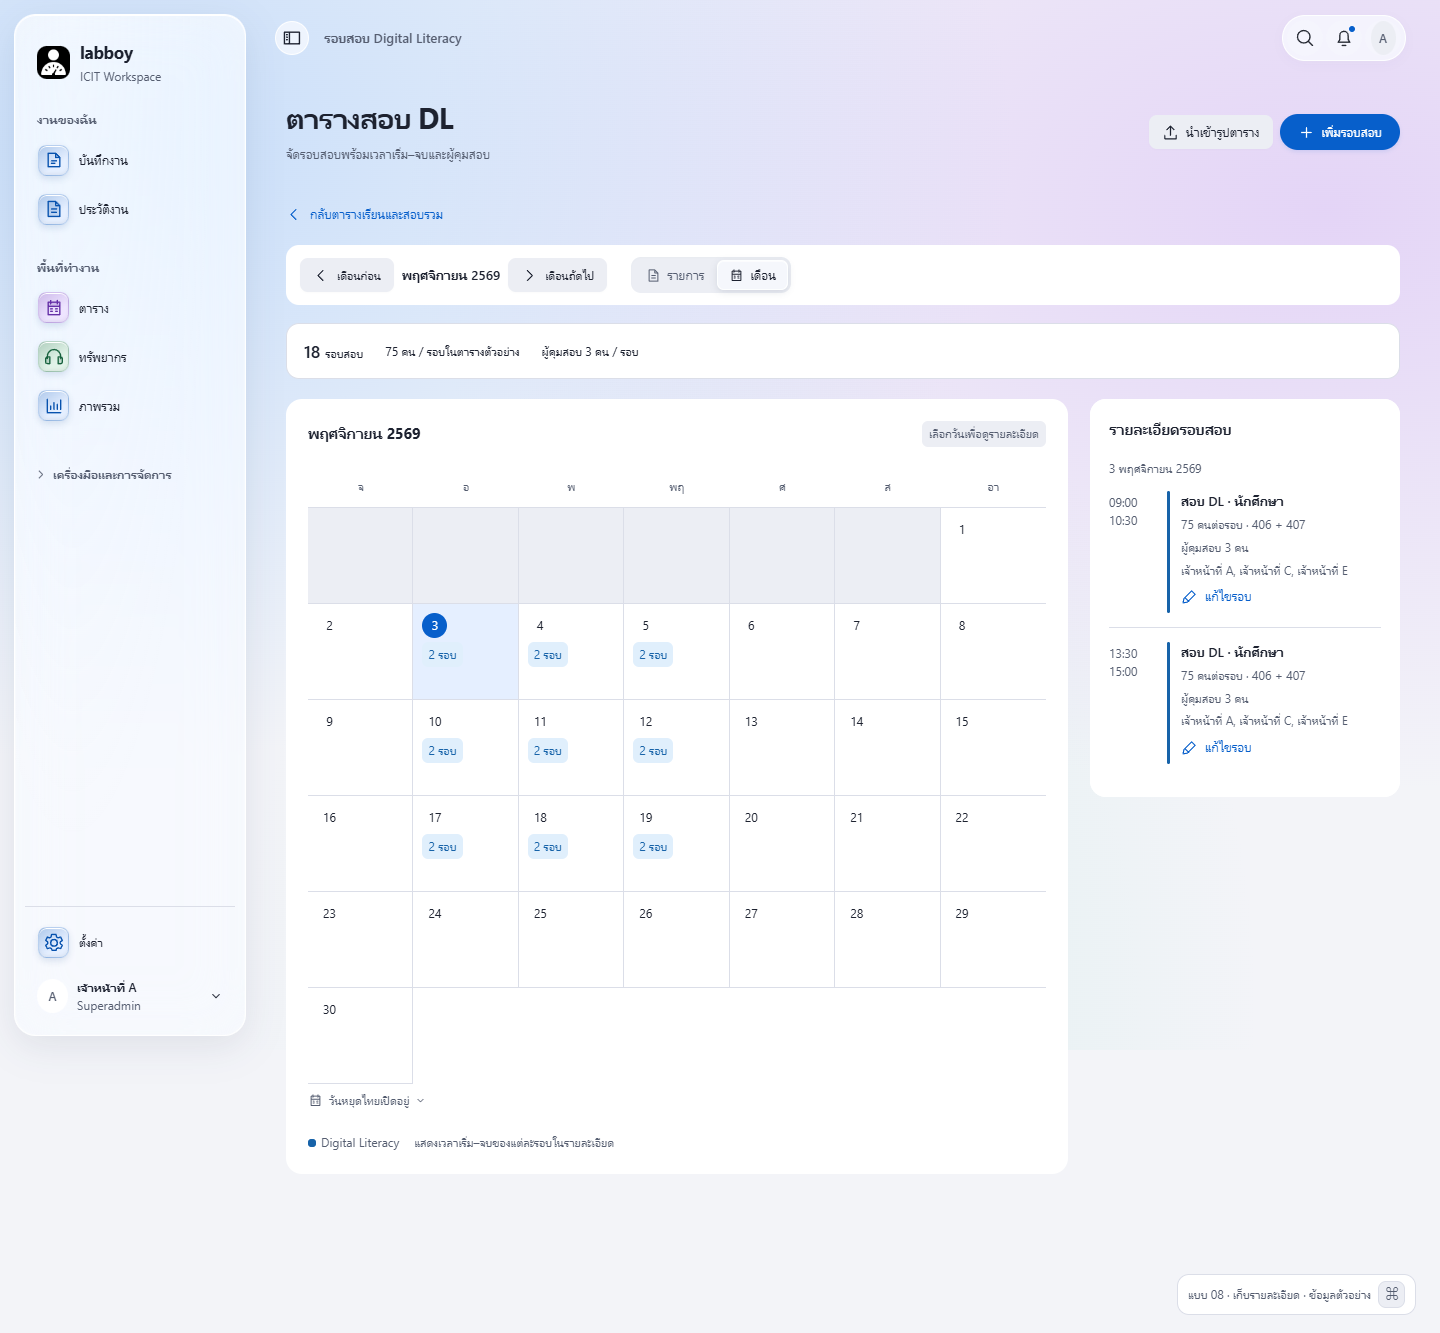 labboy
ICIT Workspace
งานของฉัน
บันทึกงาน
ประวัติงาน
พื้นที่ทำงาน
ตาราง
ทรัพยากร
ภาพรวม
เครื่องมือและการจัดการ
ตั้งค่า
A
เจ้าหน้าที่ A
Superadmin
รอบสอบ Digital Literacy
A
ตารางสอบ DL
จัดรอบสอบพร้อมเวลาเริ่ม–จบและผู้คุมสอบ
นำเข้ารูปตาราง
เพิ่มรอบสอบ
กลับตารางเรียนและสอบรวม
เดือนก่อน
พฤศจิกายน 2569
เดือนถัดไป
รายการ
เดือน
18 รอบสอบ
75 คน / รอบในตารางตัวอย่าง
ผู้คุมสอบ 3 คน / รอบ
พฤศจิกายน 2569
เลือกวันเพื่อดูรายละเอียด
จ อ พ พฤ ศ ส อา
1
2 3 4 5 6 7 8
2 รอบ 2 รอบ 2 รอบ
9 10 11 12 13 14 15
2 รอบ 2 รอบ 2 รอบ
16 17 18 19 20 21 22
2 รอบ 2 รอบ 2 รอบ
23 24 25 26 27 28 29
30
วันหยุดไทยเปิดอยู่
Digital Literacy
แสดงเวลาเริ่ม–จบของแต่ละรอบในรายละเอียด
รายละเอียดรอบสอบ
3 พฤศจิกายน 2569
09:00
10:30
สอบ DL · นักศึกษา
75 คนต่อรอบ · 406 + 407
ผู้คุมสอบ 3 คน
เจ้าหน้าที่ A, เจ้าหน้าที่ C, เจ้าหน้าที่ E
แก้ไขรอบ
13:30
15:00
สอบ DL · นักศึกษา
75 คนต่อรอบ · 406 + 407
ผู้คุมสอบ 3 คน
เจ้าหน้าที่ A, เจ้าหน้าที่ C, เจ้าหน้าที่ E
แก้ไขรอบ
แบบ 08 · เก็บรายละเอียด · ข้อมูลตัวอย่าง ⌘